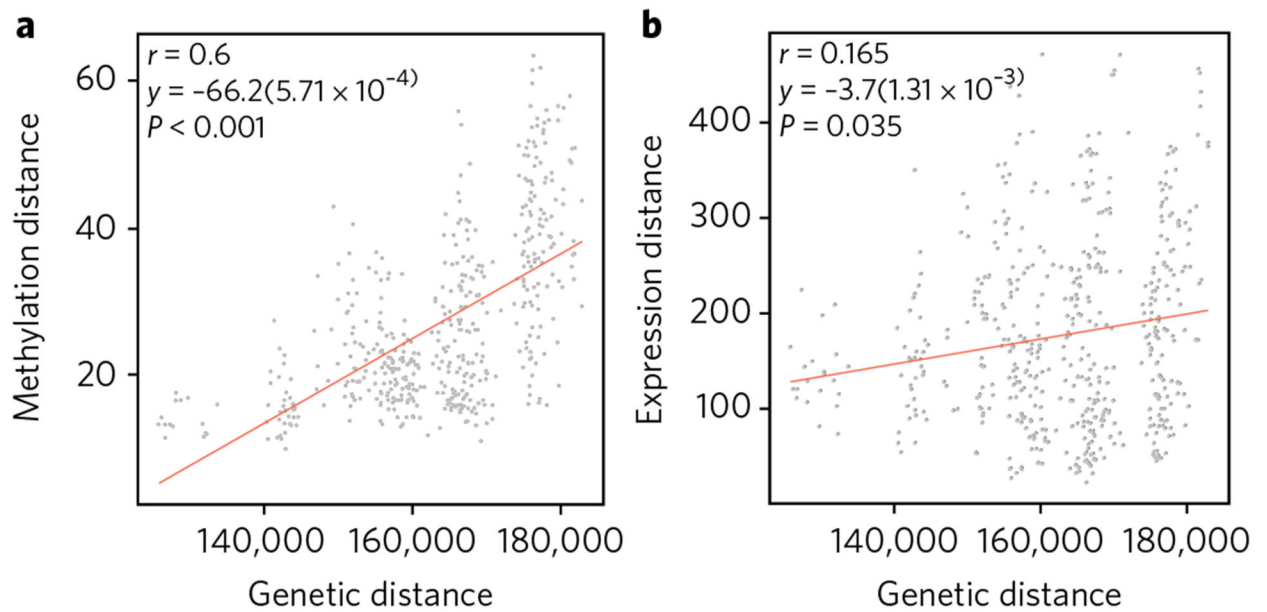 a
r = 0.6
y = –66.2(5.71 × 10⁻⁴)
P < 0.001
60
40
20
Methylation distance
140,000 160,000 180,000
Genetic distance
b
r = 0.165
y = –3.7(1.31 × 10⁻³)
P = 0.035
400
300
200
100
Expression distance
140,000 160,000 180,000
Genetic distance